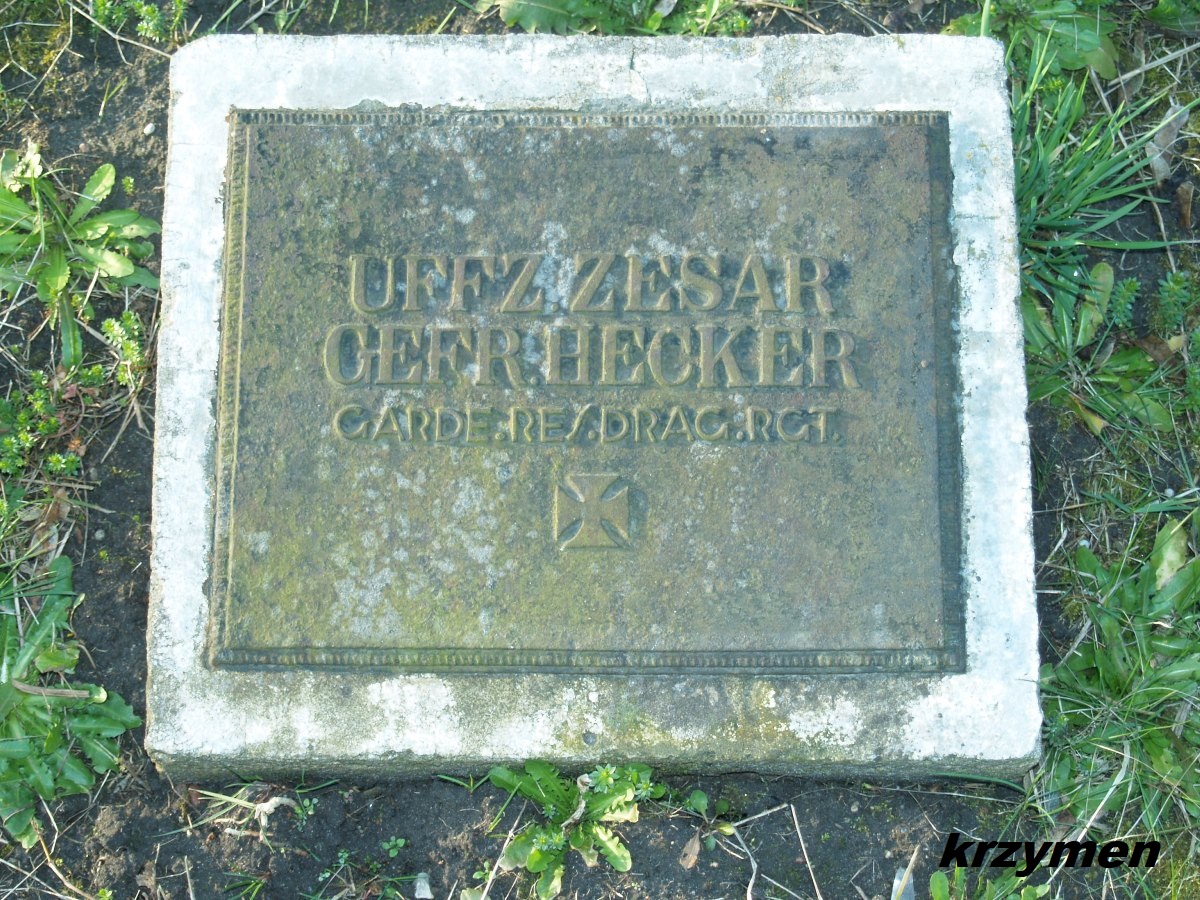 UFFZ ZESAR
GEFR. HECKER
GARDE.RES.DRAG.RGT.
krzymen